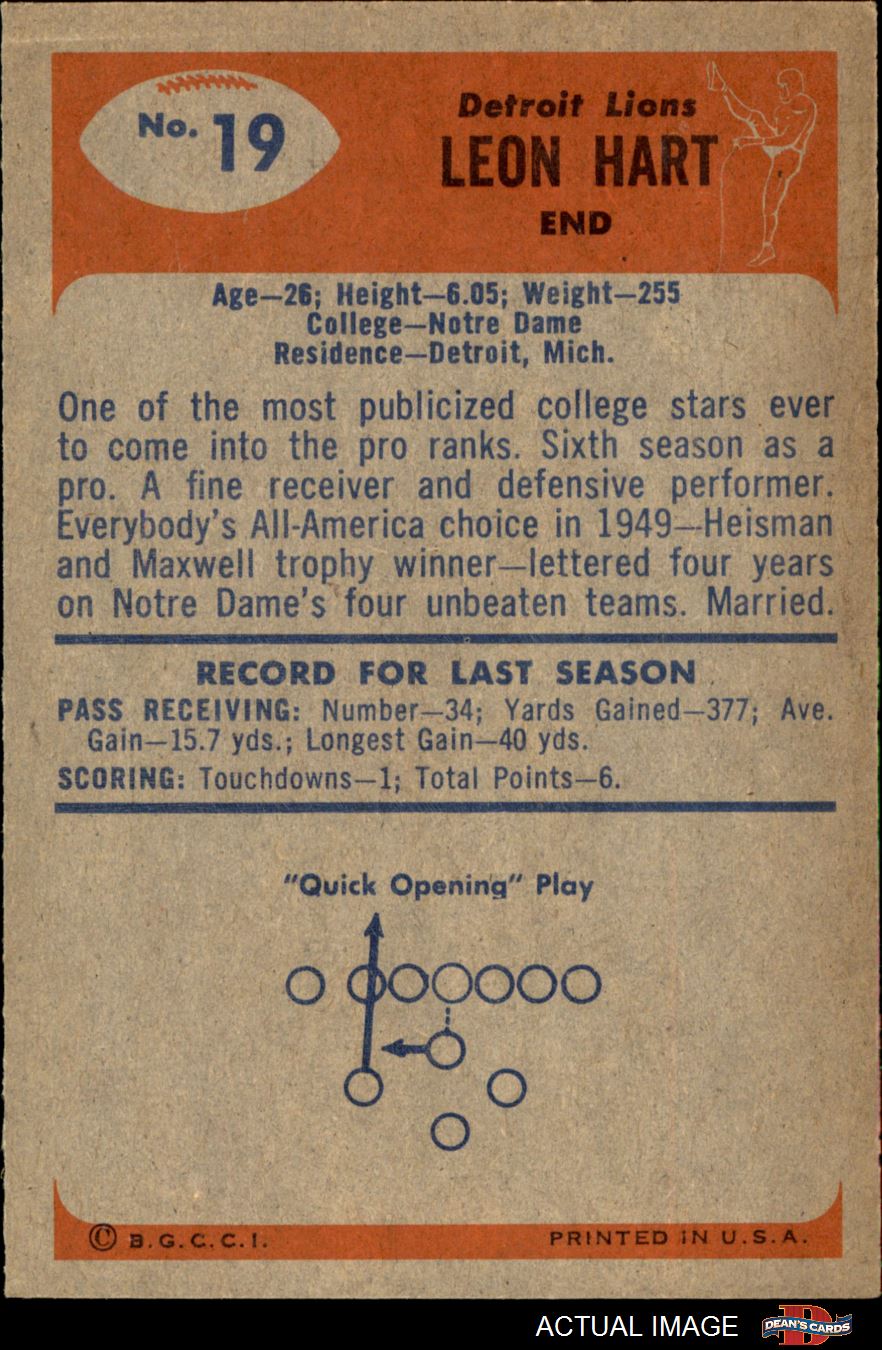 No. 19
Detroit Lions
LEON HART
END
Age—26; Height—6.05; Weight—255
College—Notre Dame
Residence—Detroit, Mich.
One of the most publicized college stars ever
to come into the pro ranks. Sixth season as a
pro. A fine receiver and defensive performer.
Everybody's All-America choice in 1949—Heisman
and Maxwell trophy winner—lettered four years
on Notre Dame's four unbeaten teams. Married.
RECORD FOR LAST SEASON
PASS RECEIVING: Number—34; Yards Gained—377; Ave.
Gain—15.7 yds.; Longest Gain—40 yds.
SCORING: Touchdowns—1; Total Points—6.
"Quick Opening" Play
© B.G.C.C.I.
PRINTED IN U.S.A.
ACTUAL IMAGE
D
DEAN'S CARDS